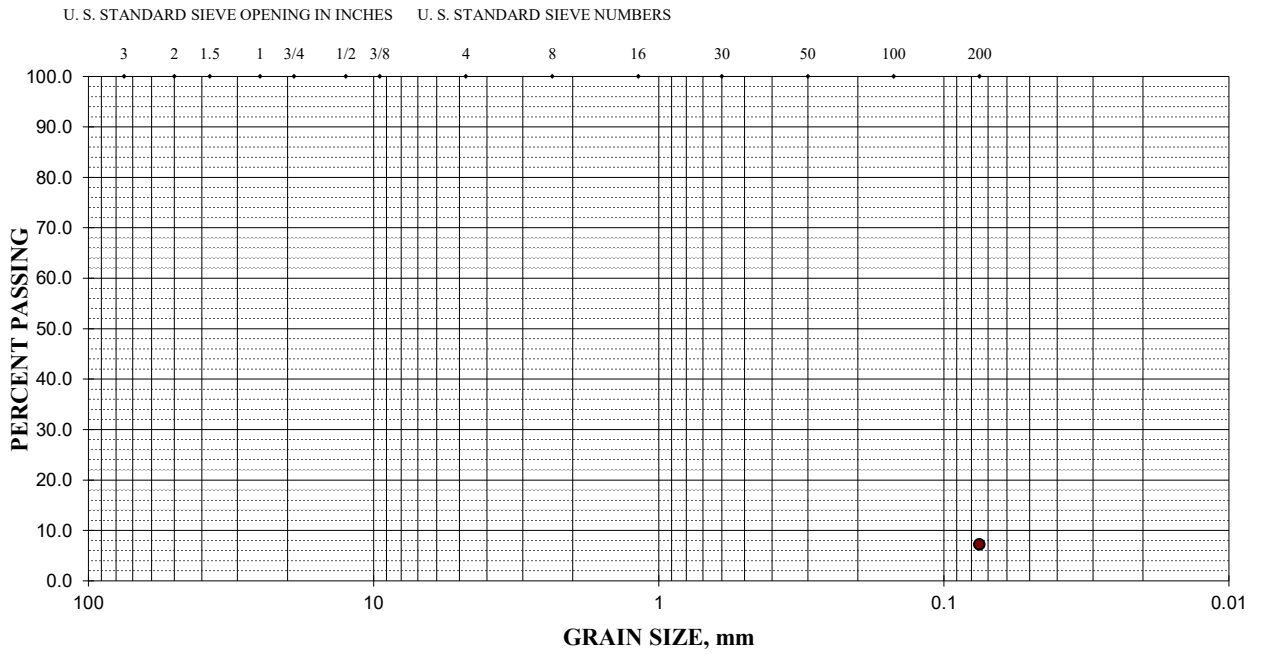 U. S. STANDARD SIEVE OPENING IN INCHES U. S. STANDARD SIEVE NUMBERS
3 2 1.5 1 3/4 1/2 3/8 4 8 16 30 50 100 200
100.0
90.0
80.0
70.0
60.0
50.0
40.0
30.0
20.0
10.0
0.0
PERCENT PASSING
100 10 1 0.1 0.01
GRAIN SIZE, mm